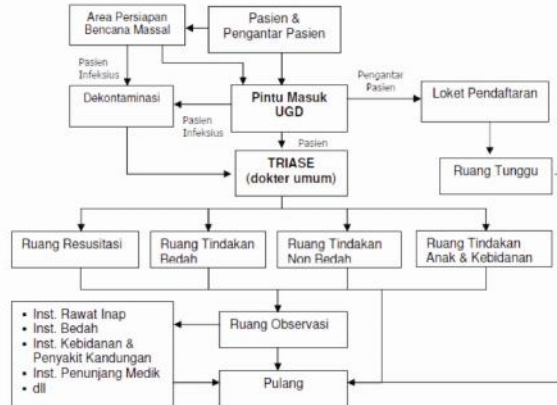 Area Persiapan
Bencana Massal
Pasien &
Pengantar Pasien
Pasien
Infeksius
Pengantar
Pasien
Dekontaminasi
Pintu Masuk
UGD
Loket Pendaftaran
Pasien
Infeksius
Pasien
TRIASE
(dokter umum)
Ruang Tunggu
Ruang Resusitasi
Ruang Tindakan
Bedah
Ruang Tindakan
Non Bedah
Ruang Tindakan
Anak & Kebidanan
• Inst. Rawat Inap
• Inst. Bedah
• Inst. Kebidanan &
Penyakit Kandungan
• Inst. Penunjang Medik
• dll
Ruang Observasi
Pulang